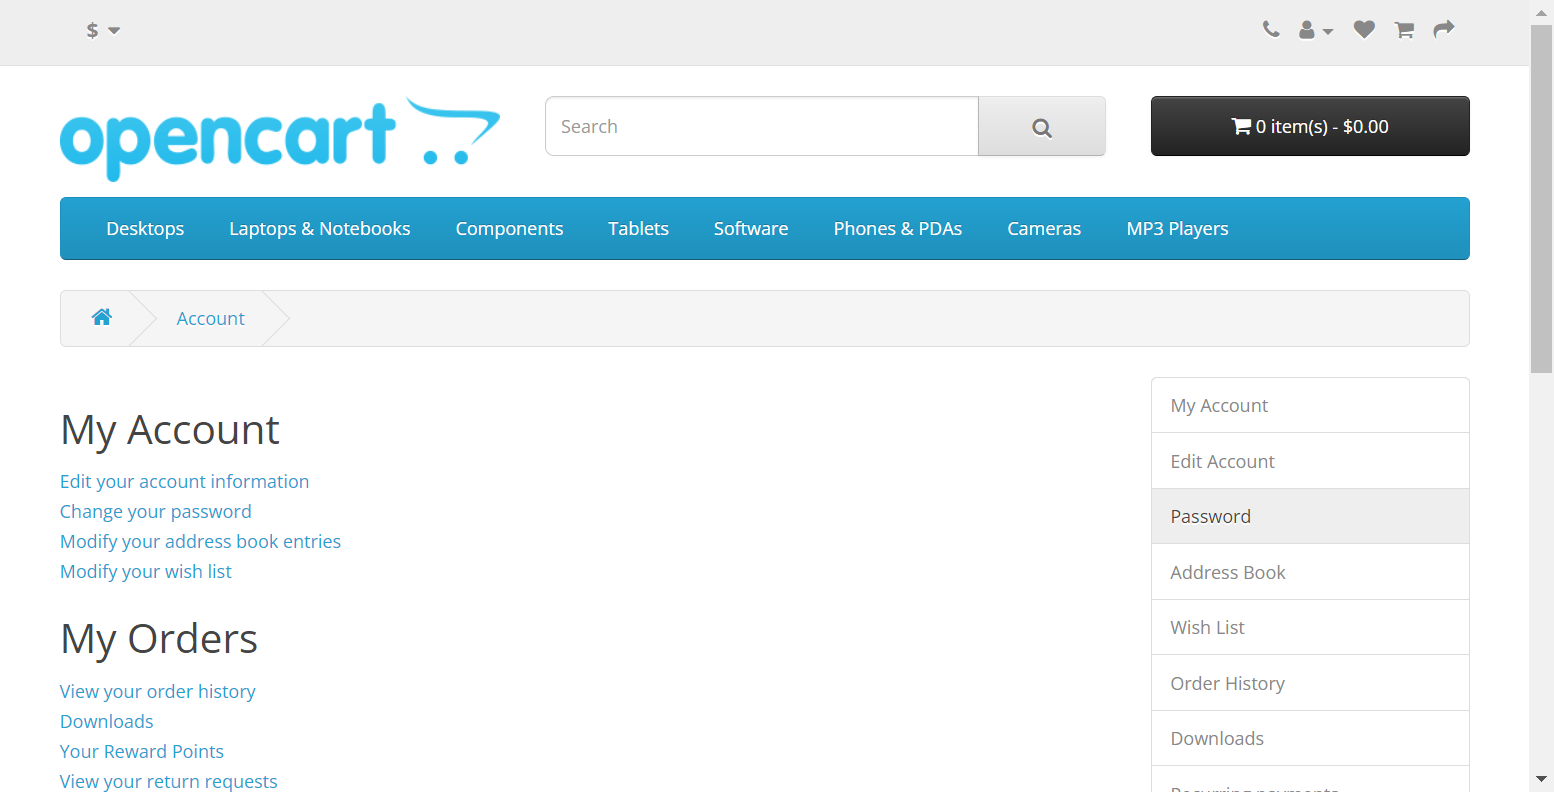 $
opencart
Search
0 item(s) - $0.00
Desktops Laptops & Notebooks Components Tablets Software Phones & PDAs Cameras MP3 Players
Account
My Account
Edit your account information
Change your password
Modify your address book entries
Modify your wish list
My Orders
View your order history
Downloads
Your Reward Points
View your return requests
My Account
Edit Account
Password
Address Book
Wish List
Order History
Downloads
Recurring payments